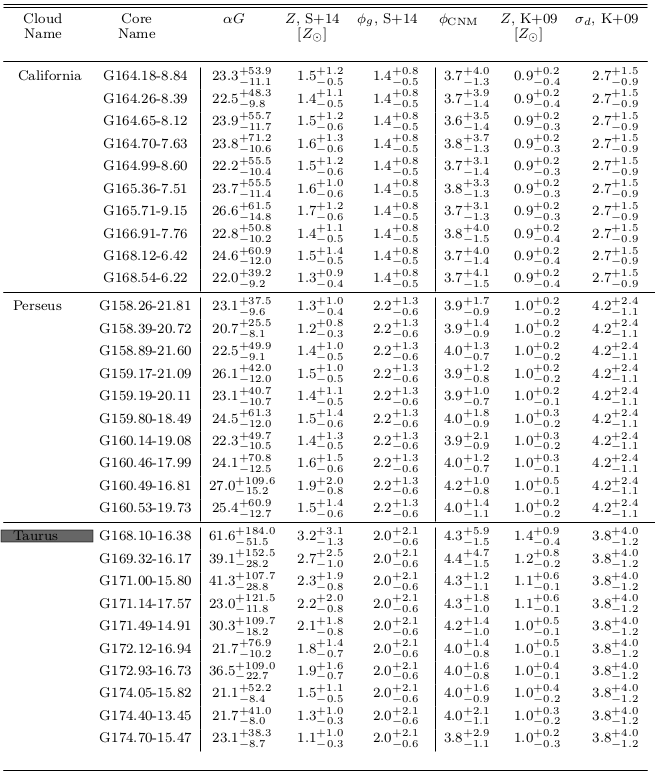 Cloud Name Core Name αG Z, S+14 [Z⊙] ϕg, S+14 ϕCNM Z, K+09 [Z⊙] σd, K+09
California G164.18-8.84 23.3+53.9−11.1 1.5+1.2−0.5 1.4+0.8−0.5 3.7+4.0−1.3 0.9+0.2−0.4 2.7+1.5−0.9
G164.26-8.39 22.5+48.3−9.8 1.4+1.1−0.5 1.4+0.8−0.5 3.7+3.9−1.4 0.9+0.2−0.4 2.7+1.5−0.9
G164.65-8.12 23.9+55.7−11.7 1.5+1.2−0.6 1.4+0.8−0.5 3.6+3.5−1.4 0.9+0.2−0.3 2.7+1.5−0.9
G164.70-7.63 23.8+71.2−10.6 1.6+1.3−0.6 1.4+0.8−0.5 3.8+3.7−1.3 0.9+0.2−0.3 2.7+1.5−0.9
G164.99-8.60 22.2+55.5−10.4 1.5+1.2−0.6 1.4+0.8−0.5 3.7+3.1−1.4 0.9+0.2−0.3 2.7+1.5−0.9
G165.36-7.51 23.7+55.5−11.4 1.6+1.0−0.6 1.4+0.8−0.5 3.8+3.3−1.3 0.9+0.2−0.3 2.7+1.5−0.9
G165.71-9.15 26.6+61.5−14.8 1.7+1.2−0.6 1.4+0.8−0.5 3.7+3.1−1.3 0.9+0.2−0.3 2.7+1.5−0.9
G166.91-7.76 22.8+50.8−10.2 1.4+1.1−0.5 1.4+0.8−0.5 3.8+4.0−1.5 0.9+0.2−0.4 2.7+1.5−0.9
G168.12-6.42 24.6+60.9−12.0 1.5+1.4−0.5 1.4+0.8−0.5 3.7+4.0−1.4 0.9+0.2−0.4 2.7+1.5−0.9
G168.54-6.22 22.0+39.2−9.2 1.3+0.9−0.4 1.4+0.8−0.5 3.7+4.1−1.5 0.9+0.2−0.4 2.7+1.5−0.9
Perseus G158.26-21.81 23.1+37.5−9.6 1.3+1.0−0.4 2.2+1.3−0.6 3.9+1.7−0.9 1.0+0.2−0.2 4.2+2.4−1.1
G158.39-20.72 20.7+25.5−8.1 1.2+0.8−0.3 2.2+1.3−0.6 3.9+1.4−0.9 1.0+0.2−0.2 4.2+2.4−1.1
G158.89-21.60 22.5+49.9−9.1 1.4+1.0−0.5 2.2+1.3−0.6 4.0+1.3−0.7 1.0+0.2−0.2 4.2+2.4−1.1
G159.17-21.09 26.1+42.0−12.0 1.5+1.0−0.5 2.2+1.3−0.6 3.9+1.2−0.8 1.0+0.2−0.2 4.2+2.4−1.1
G159.19-20.11 23.1+40.7−10.7 1.4+1.1−0.5 2.2+1.3−0.6 3.9+1.0−0.7 1.0+0.2−0.1 4.2+2.4−1.1
G159.80-18.49 24.5+61.3−12.0 1.5+1.4−0.6 2.2+1.3−0.6 4.0+1.8−0.9 1.0+0.3−0.2 4.2+2.4−1.1
G160.14-19.08 22.3+49.7−10.5 1.4+1.3−0.5 2.2+1.3−0.6 3.9+2.1−0.9 1.0+0.3−0.2 4.2+2.4−1.1
G160.46-17.99 24.1+70.8−12.5 1.6+1.5−0.6 2.2+1.3−0.6 4.0+1.2−0.7 1.0+0.3−0.1 4.2+2.4−1.1
G160.49-16.81 27.0+109.6−15.2 1.9+2.0−0.8 2.2+1.3−0.6 4.2+1.0−0.8 1.0+0.5−0.1 4.2+2.4−1.1
G160.53-19.73 25.4+60.9−12.7 1.5+1.4−0.6 2.2+1.3−0.6 4.0+1.4−1.1 1.0+0.2−0.2 4.2+2.4−1.1
Taurus G168.10-16.38 61.6+184.0−51.5 3.2+3.1−1.3 2.0+2.1−0.6 4.3+5.9−1.5 1.4+0.9−0.4 3.8+4.0−1.2
G169.32-16.17 39.1+152.5−28.2 2.7+2.5−1.0 2.0+2.1−0.6 4.4+4.7−1.5 1.2+0.8−0.2 3.8+4.0−1.2
G171.00-15.80 41.3+107.7−28.8 2.3+1.9−0.8 2.0+2.1−0.6 4.3+1.2−1.1 1.1+0.6−0.1 3.8+4.0−1.2
G171.14-17.57 23.0+121.5−11.8 2.2+2.0−0.8 2.0+2.1−0.6 4.3+1.8−1.0 1.1+0.6−0.1 3.8+4.0−1.2
G171.49-14.91 30.3+109.7−18.2 2.1+1.8−0.8 2.0+2.1−0.6 4.2+1.4−1.0 1.0+0.5−0.1 3.8+4.0−1.2
G172.12-16.94 21.7+76.9−10.2 1.8+1.4−0.7 2.0+2.1−0.6 4.0+1.4−0.8 1.0+0.5−0.1 3.8+4.0−1.2
G172.93-16.73 36.5+109.0−22.7 1.9+1.6−0.7 2.0+2.1−0.6 4.0+1.6−0.8 1.0+0.4−0.1 3.8+4.0−1.2
G174.05-15.82 21.1+52.2−8.4 1.5+1.1−0.5 2.0+2.1−0.6 4.0+1.6−0.9 1.0+0.4−0.2 3.8+4.0−1.2
G174.40-13.45 21.7+41.0−8.0 1.3+1.0−0.3 2.0+2.1−0.6 4.0+2.1−1.1 1.0+0.3−0.2 3.8+4.0−1.2
G174.70-15.47 23.1+38.3−8.7 1.1+1.0−0.3 2.0+2.1−0.6 3.8+2.9−1.1 1.0+0.2−0.3 3.8+4.0−1.2